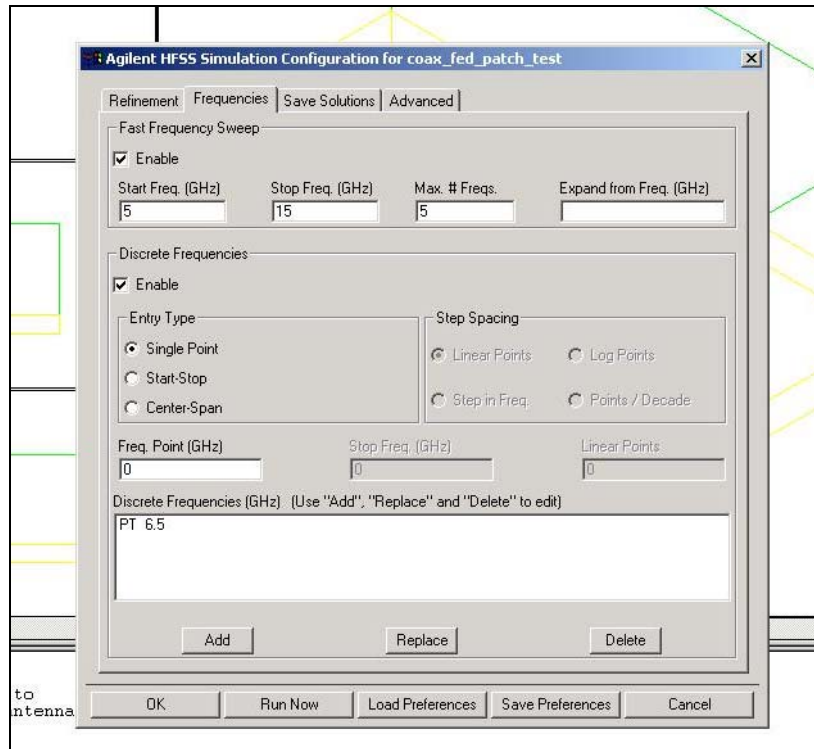 Agilent HFSS Simulation Configuration for coax_fed_patch_test
Refinement Frequencies Save Solutions Advanced
Fast Frequency Sweep
Enable
Start Freq. (GHz) Stop Freq. (GHz) Max. # Freqs. Expand from Freq. (GHz)
5 15 5
Discrete Frequencies
Enable
Entry Type Step Spacing
Single Point Linear Points Log Points
Start-Stop
Center-Span Step in Freq. Points / Decade
Freq. Point (GHz) Stop Freq. (GHz) Linear Points
0 0 0
Discrete Frequencies (GHz) (Use "Add", "Replace" and "Delete" to edit)
PT 6.5
Add Replace Delete
to
ntenna
OK Run Now Load Preferences Save Preferences Cancel